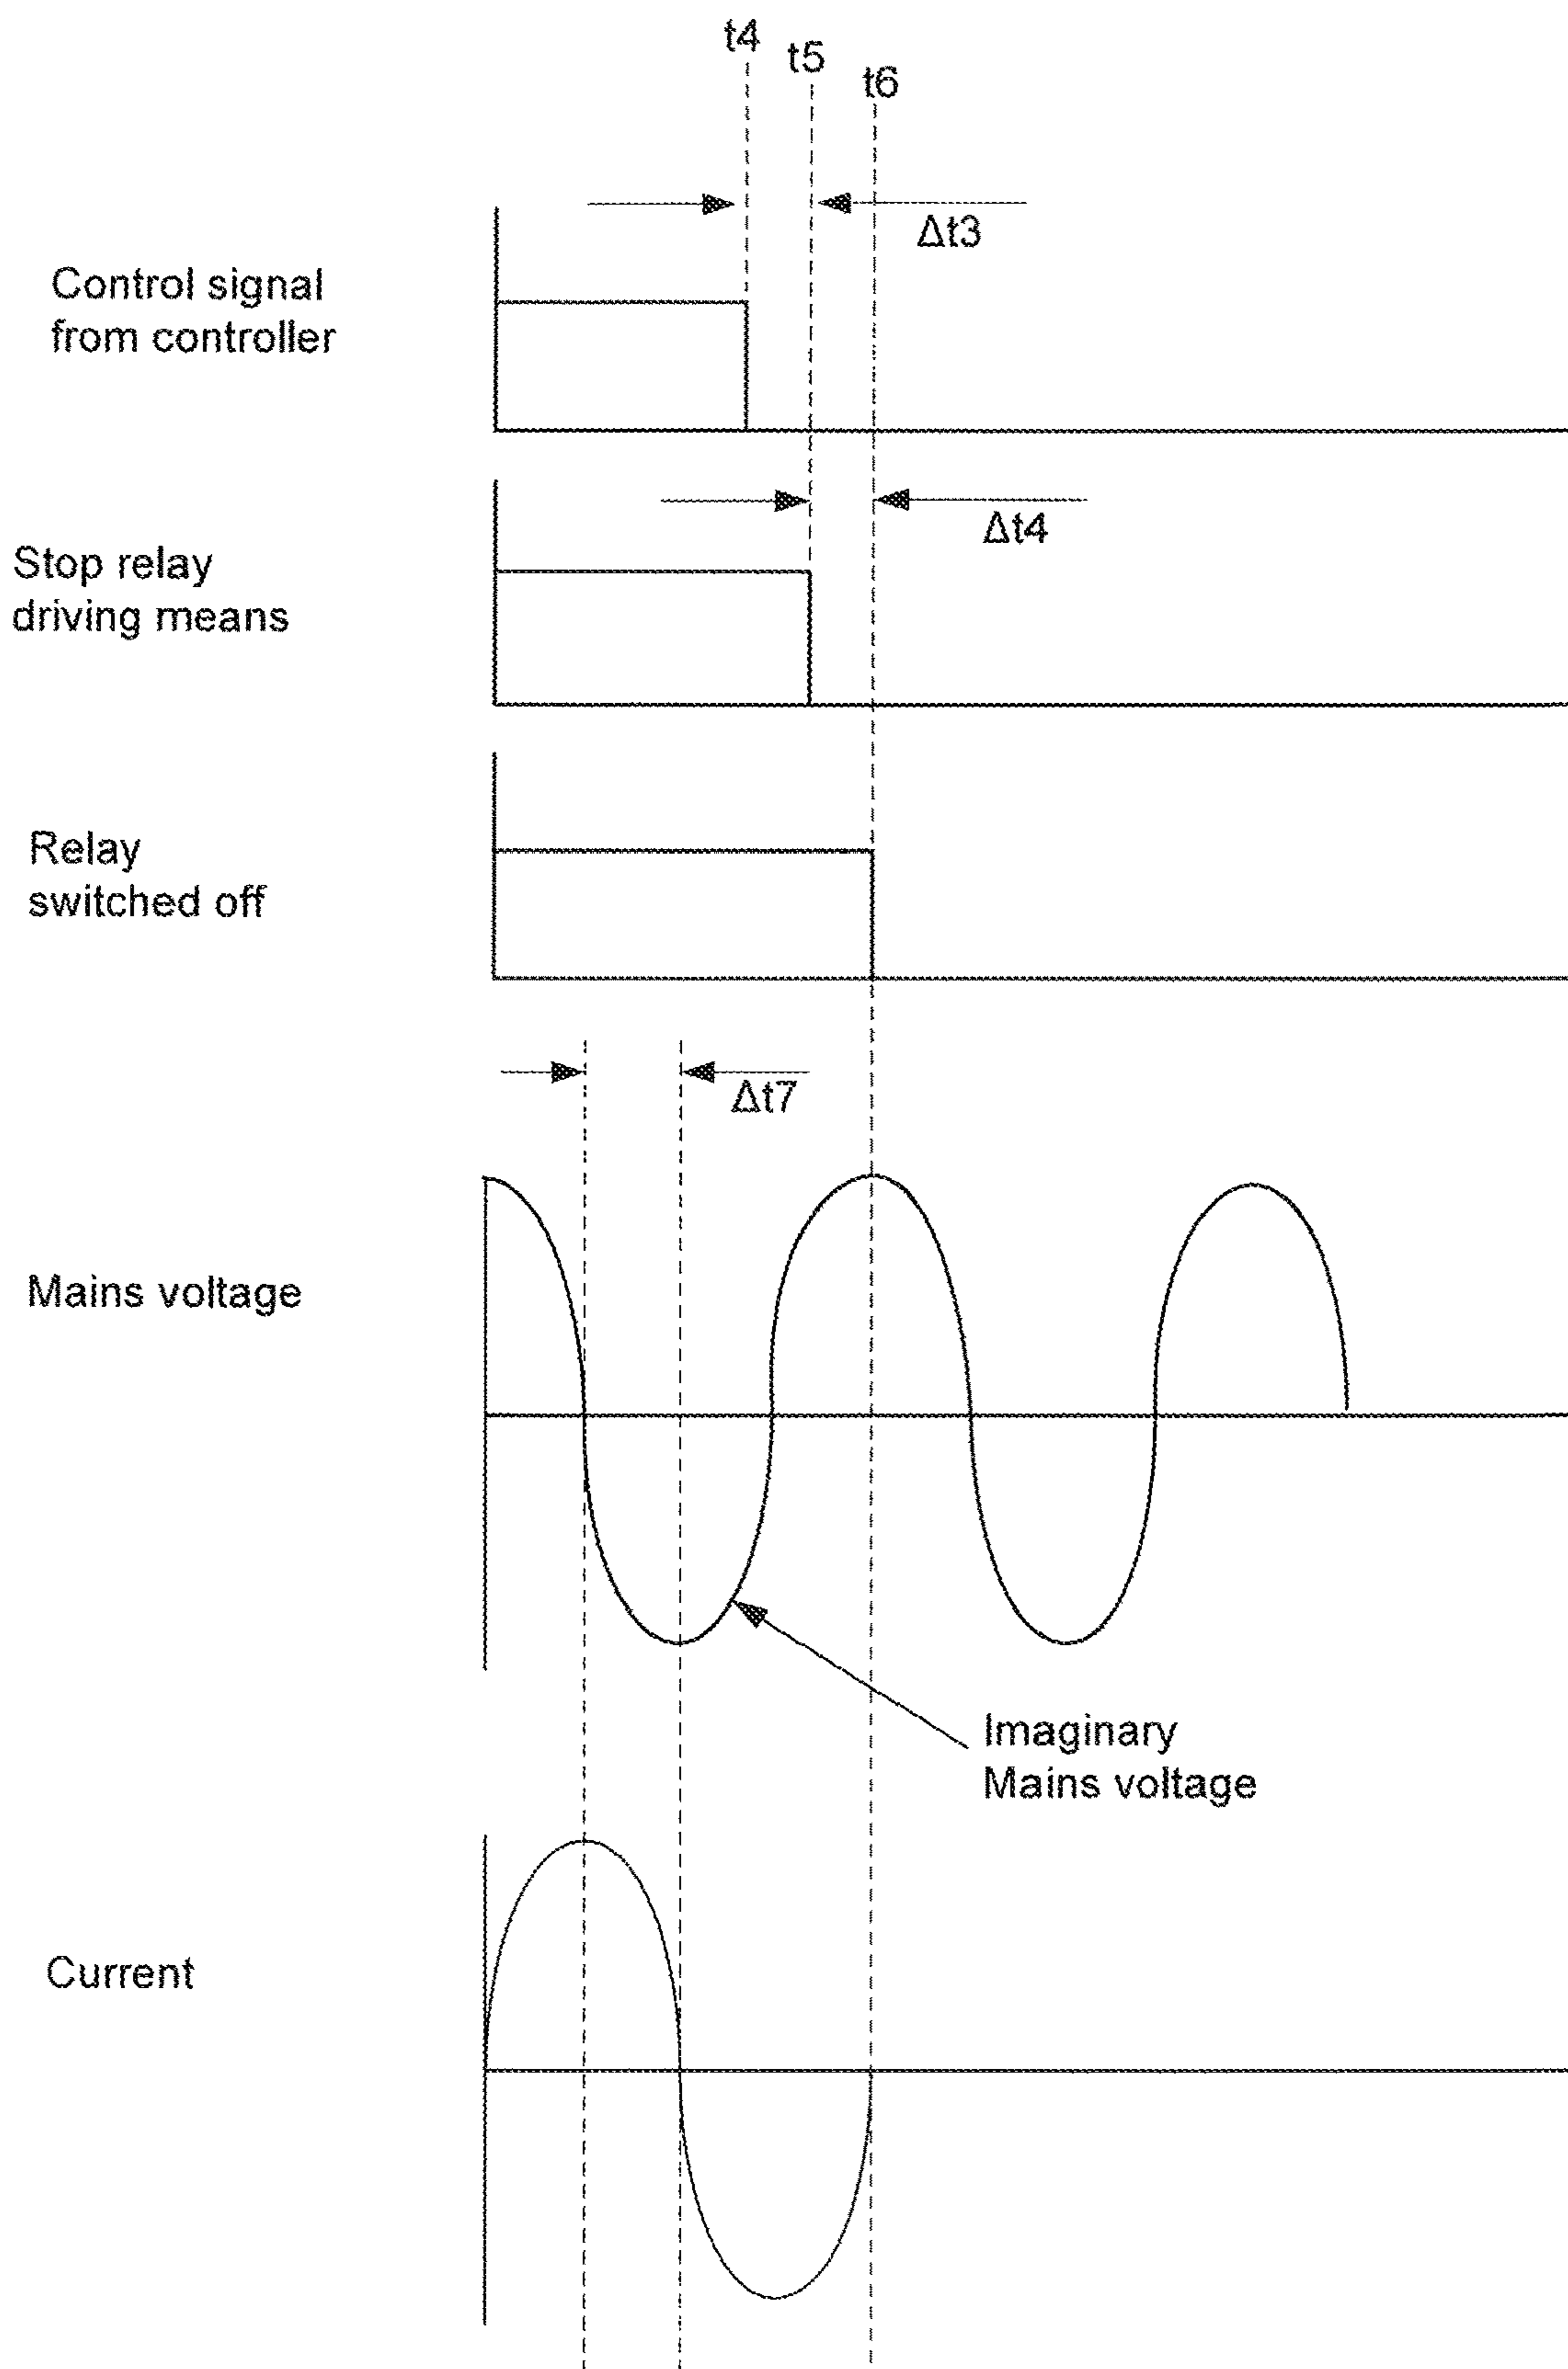 t4
t5
t6
Δt3
Control signal
from controller
Δt4
Stop relay
driving means
Relay
switched off
Δt7
Mains voltage
Imaginary
Mains voltage
Current